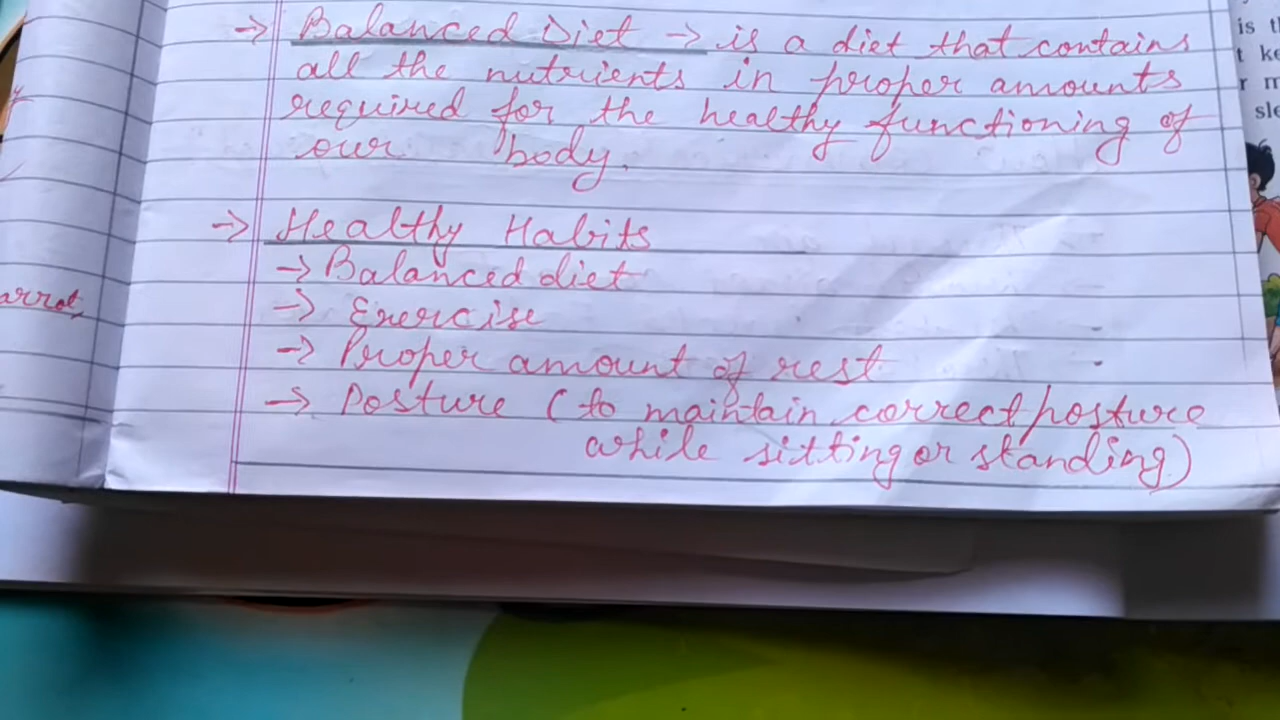 → Balanced Diet → is a diet that contains
all the nutrients in proper amounts
required for the healthy functioning of
our body.
→ Healthy Habits
→ Balanced diet
→ Exercise
→ Proper amount of rest
→ Posture (to maintain correct posture
while sitting or standing)
arrot,
is